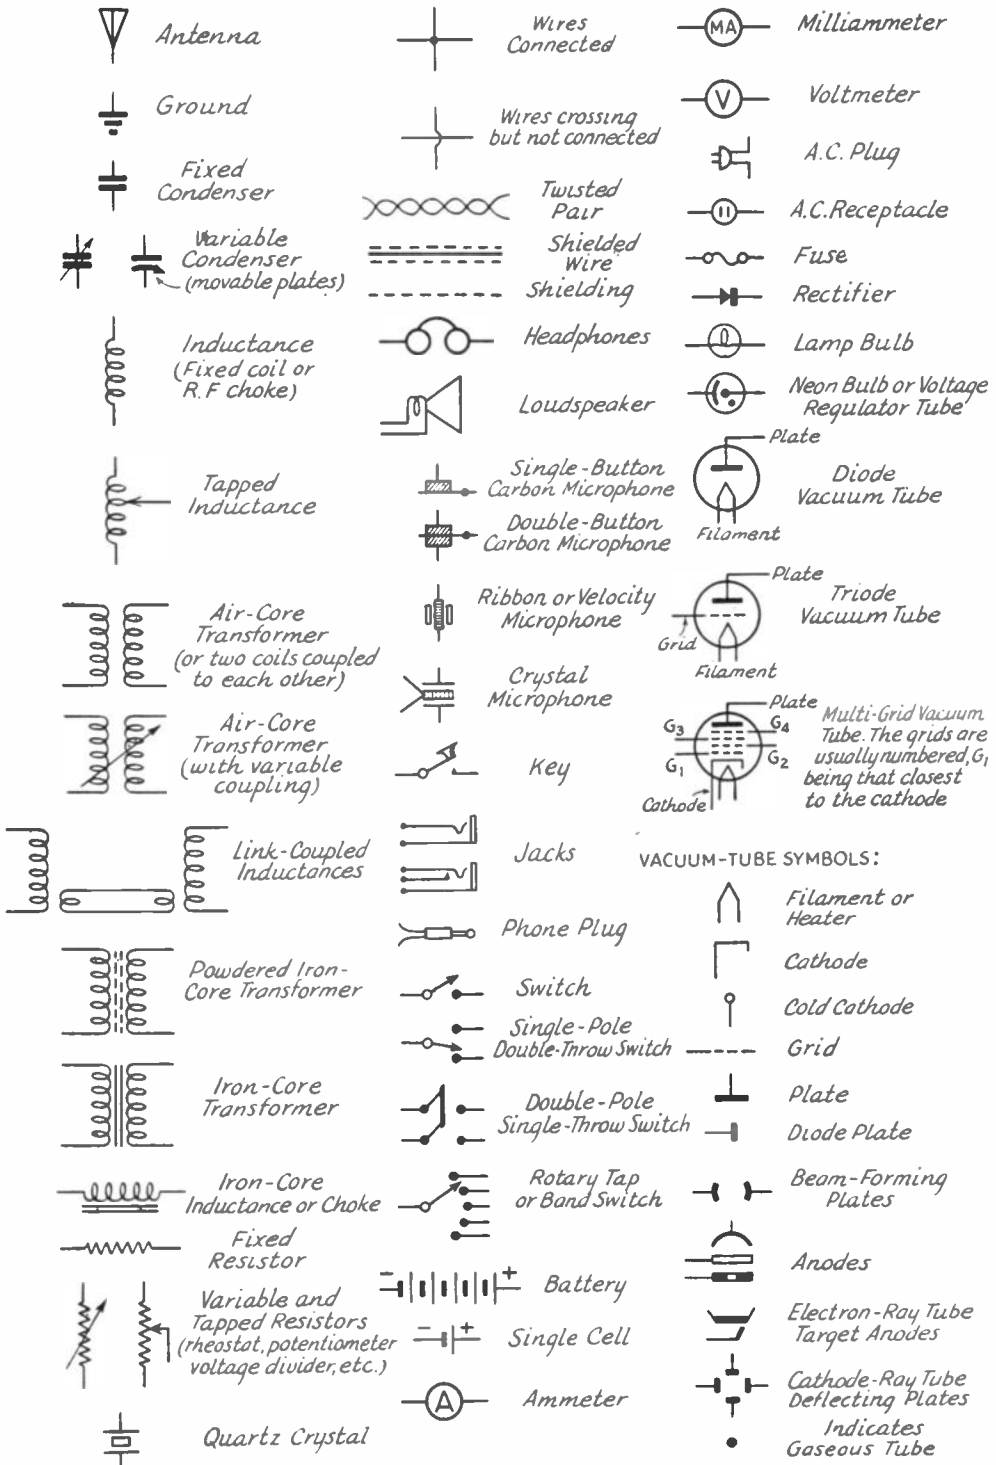 Antenna
Ground
Fixed
Condenser
Variable
Condenser
(movable plates)
Inductance
(Fixed coil or
R.F choke)
Tapped
Inductance
Air-Core
Transformer
(or two coils coupled
to each other)
Air-Core
Transformer
(with variable
coupling)
Link-Coupled
Inductances
Powdered Iron-
Core Transformer
Iron-Core
Transformer
Iron-Core
Inductance or Choke
Fixed
Resistor
Variable and
Tapped Resistors
(rheostat, potentiometer
voltage divider, etc.)
Quartz Crystal
Wires
Connected
Wires crossing
but not connected
Twisted
Pair
Shielded
Wire
Shielding
Headphones
Loudspeaker
Single-Button
Carbon Microphone
Double-Button
Carbon Microphone
Ribbon or Velocity
Microphone
Crystal
Microphone
Key
Jacks
Phone Plug
Switch
Single-Pole
Double-Throw Switch
Double-Pole
Single-Throw Switch
Rotary Tap
or Band Switch
- +
Battery
- +
Single Cell
A
Ammeter
MA
Milliammeter
V
Voltmeter
A.C. Plug
A.C. Receptacle
Fuse
Rectifier
Lamp Bulb
Neon Bulb or Voltage
Regulator Tube
Plate
Diode
Vacuum Tube
Filament
Plate
Triode
Vacuum Tube
Grid
Filament
Plate
G3
G4
G1
G2
Cathode
Multi-Grid Vacuum
Tube. The grids are
usually numbered, G1
being that closest
to the cathode
VACUUM-TUBE SYMBOLS:
Filament or
Heater
Cathode
Cold Cathode
Grid
Plate
Diode Plate
Beam-Forming
Plates
Anodes
Electron-Ray Tube
Target Anodes
Cathode-Ray Tube
Deflecting Plates
Indicates
Gaseous Tube